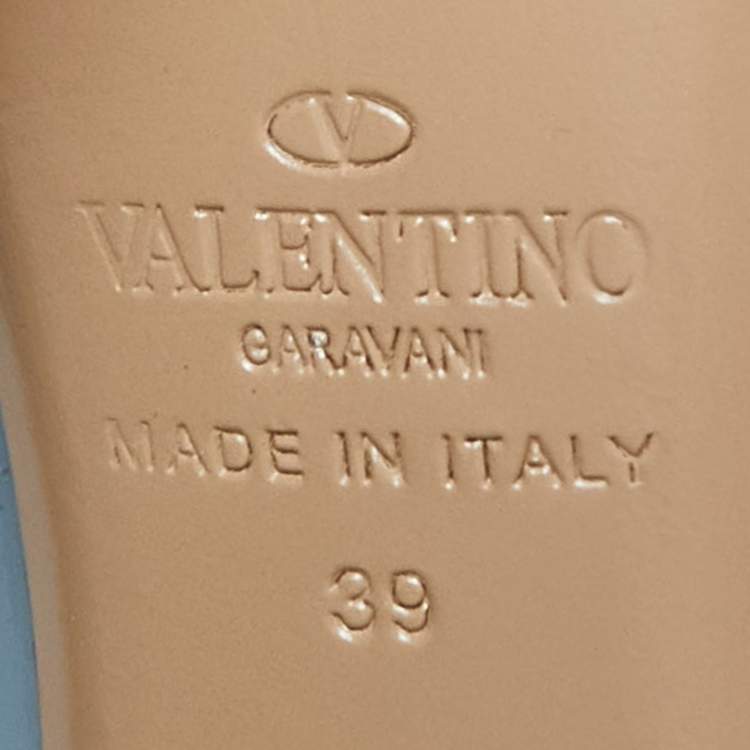 V
VALENTINO
GARAVANI
MADE IN ITALY
39